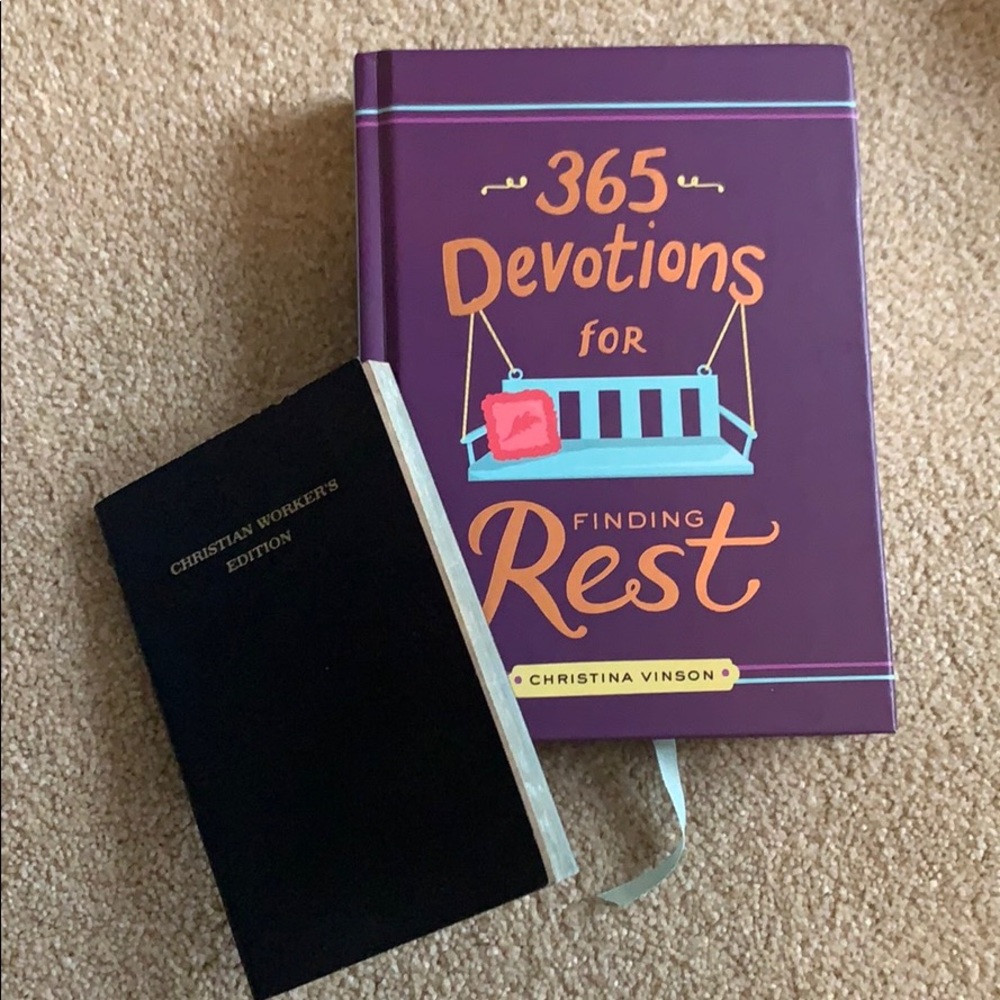 365
Devotions
FOR
FINDING
Rest
CHRISTINA VINSON
CHRISTIAN WORKER'S
EDITION